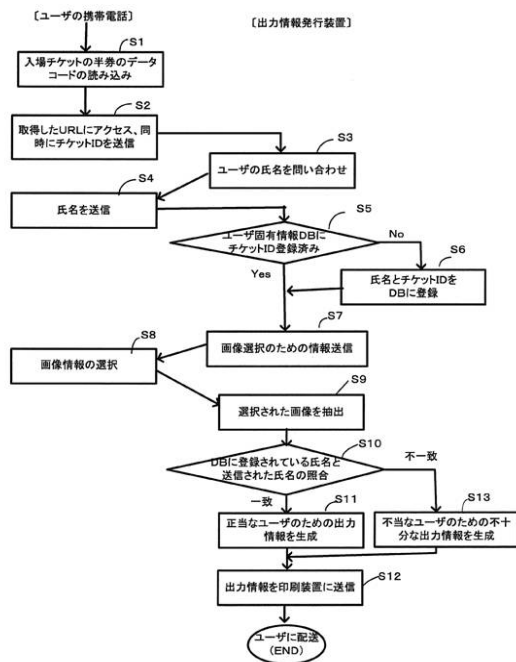 〔ユーザの携帯電話〕
〔出力情報発行装置〕
S1
入場チケットの半券のデータ
コードの読み込み
S2
取得したURLにアクセス、同
時にチケットIDを送信
S3
ユーザの氏名を問い合わせ
S4
氏名を送信
S5
ユーザ固有情報DBに
チケットID登録済み
No
Yes
S6
氏名とチケットIDを
DBに登録
S7
画像選択のための情報送信
S8
画像情報の選択
S9
選択された画像を抽出
S10
DBに登録されている氏名と
送信された氏名の照合
不一致
一致
S11
正当なユーザのための出力
情報を生成
S13
不当なユーザのための不十
分な出力情報を生成
S12
出力情報を印刷装置に送信
ユーザに配送
(END)